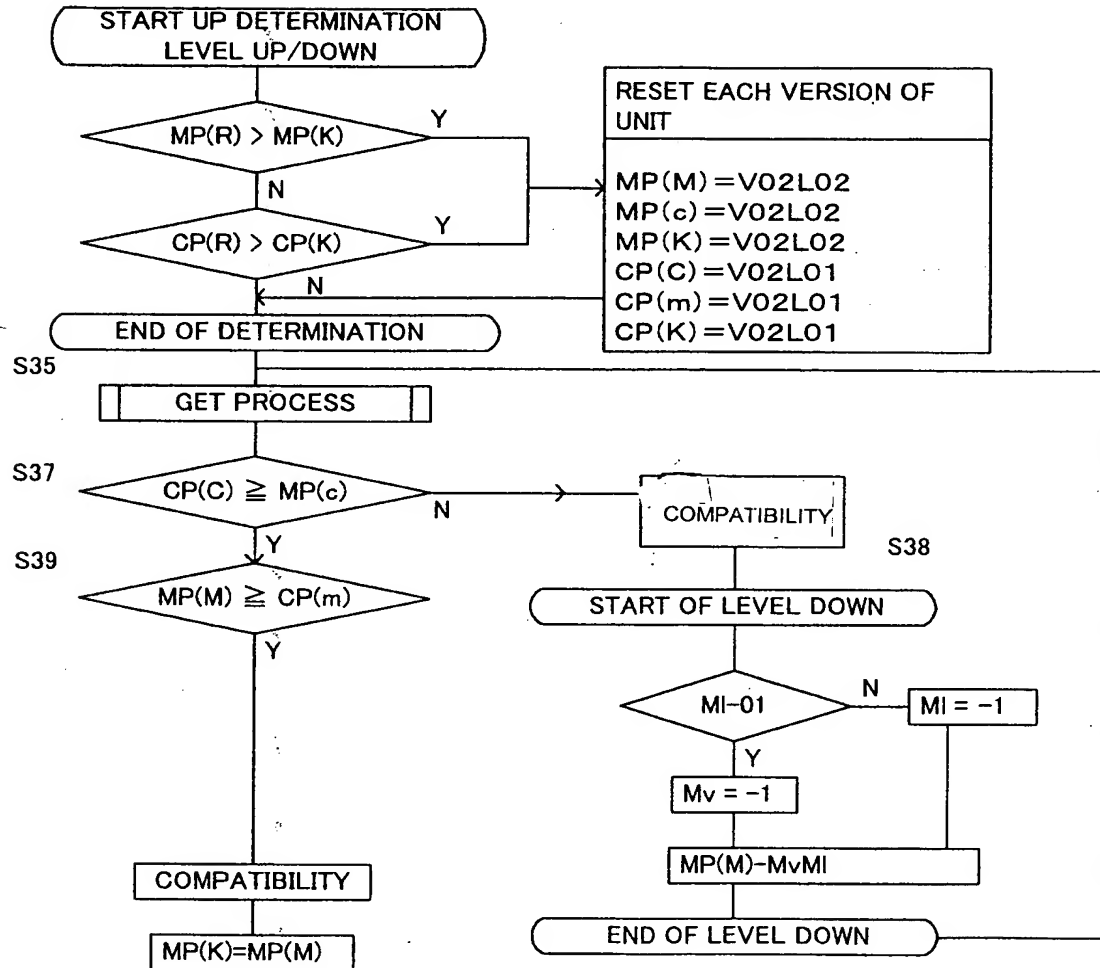 START UP DETERMINATION
LEVEL UP/DOWN
MP(R) > MP(K)
Y
N
CP(R) > CP(K)
Y
N
RESET EACH VERSION OF
UNIT
MP(M)=V02L02
MP(c)=V02L02
MP(K)=V02L02
CP(C)=V02L01
CP(m)=V02L01
CP(K)=V02L01
END OF DETERMINATION
S35
GET PROCESS
S37
CP(C) ≧ MP(c)
N
Y
COMPATIBILITY
S38
S39
MP(M) ≧ CP(m)
Y
START OF LEVEL DOWN
MI-01
N
MI = -1
Y
Mv = -1
MP(M)-MvMI
END OF LEVEL DOWN
COMPATIBILITY
MP(K)=MP(M)